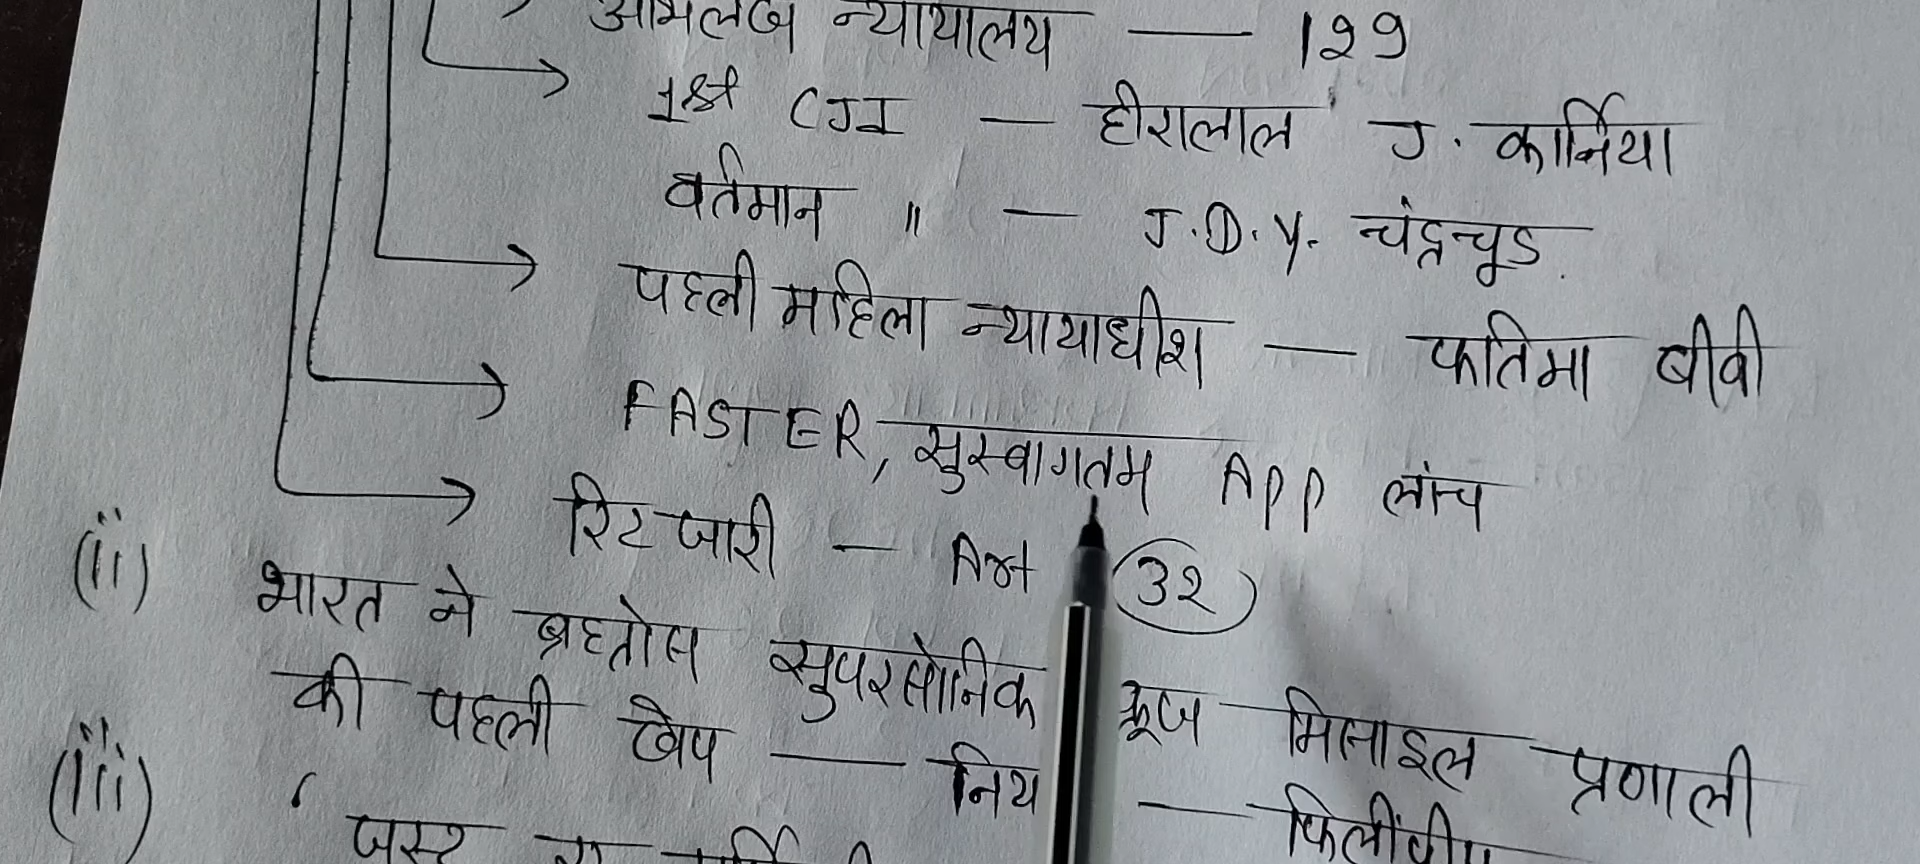 अभिलेख न्यायालय — 129
1st CJI — हीरालाल J. कार्निया
वर्तमान " — J.D.Y. चंद्रचूड.
पहली महिला न्यायाधीश — फातिमा बीवी
FASTER, सुस्वागतम App लांच
रिट जारी — Art 32
(ii) भारत ने ब्रह्मोस सुपरसोनिक क्रूज मिसाइल प्रणाली
की पहली खेप — —
(iii) जस्ट